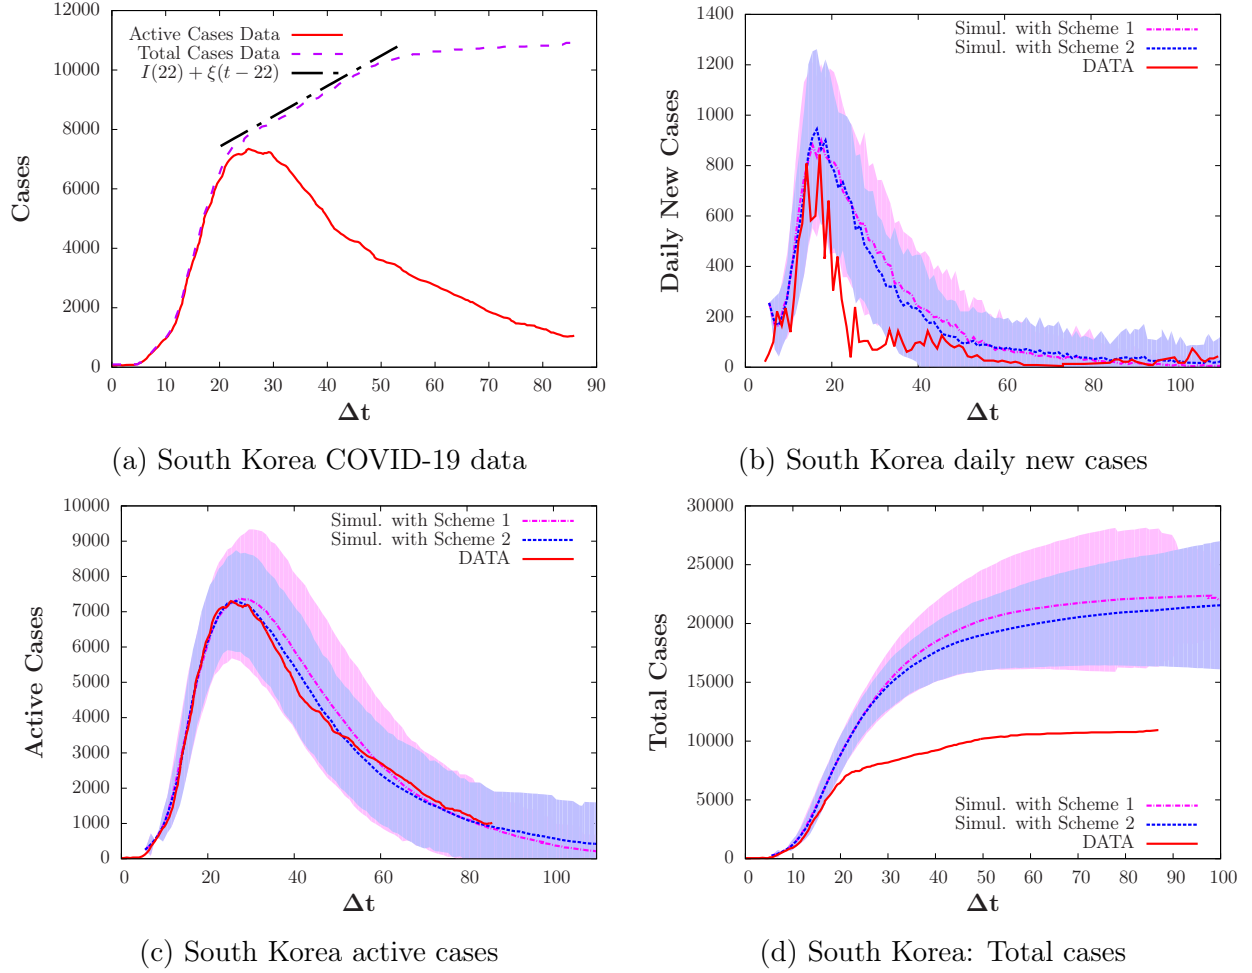 Active Cases Data
Total Cases Data
I(22) + ξ(t − 22)
12000
10000
8000
6000
4000
2000
0
0 10 20 30 40 50 60 70 80 90
Cases
Δt
(a) South Korea COVID-19 data
Simul. with Scheme 1
Simul. with Scheme 2
DATA
1400
1200
1000
800
600
400
200
0
0 20 40 60 80 100
Daily New Cases
Δt
(b) South Korea daily new cases
Simul. with Scheme 1
Simul. with Scheme 2
DATA
10000
9000
8000
7000
6000
5000
4000
3000
2000
1000
0
0 20 40 60 80 100
Active Cases
Δt
(c) South Korea active cases
30000
25000
20000
15000
10000
5000
0
Simul. with Scheme 1
Simul. with Scheme 2
DATA
0 10 20 30 40 50 60 70 80 90 100
Total Cases
Δt
(d) South Korea: Total cases